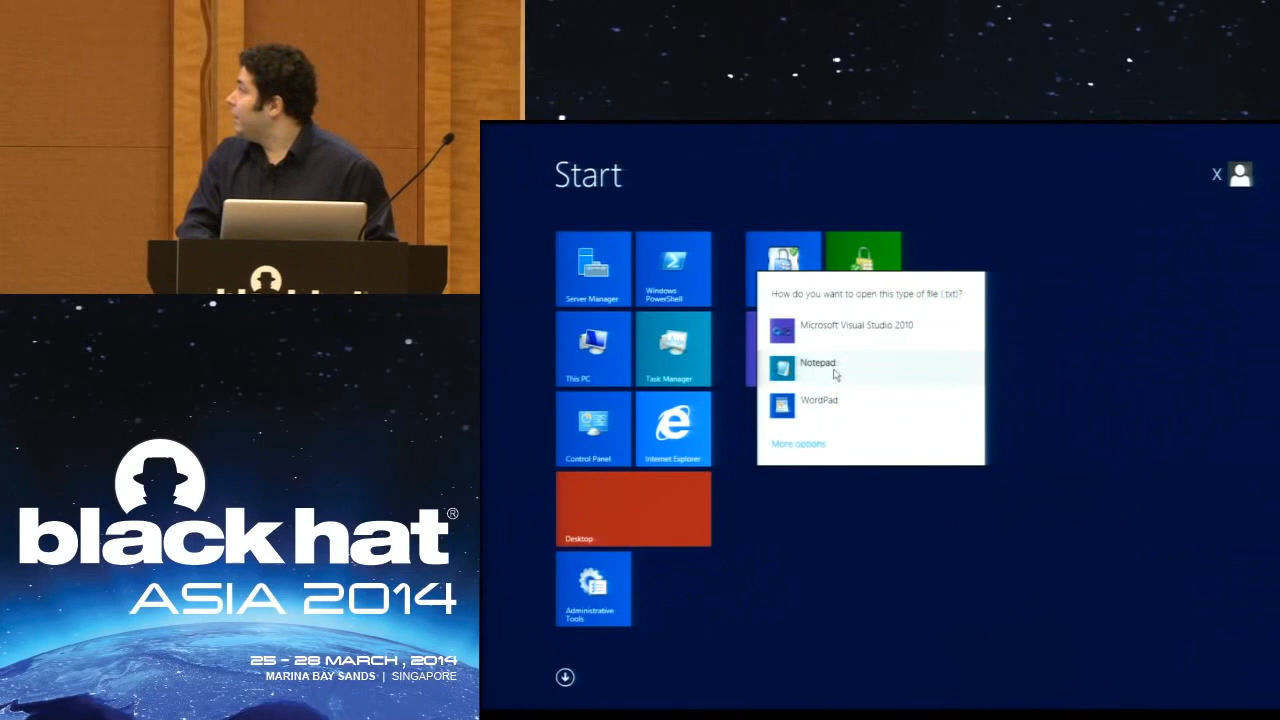 black hat
Start
X
Server Manager
Windows
PowerShell
This PC
Task Manager
Control Panel
Internet Explorer
Desktop
Administrative
Tools
How do you want to open this type of file (.txt)?
Microsoft Visual Studio 2010
Notepad
WordPad
More options
black hat®
ASIA 2014
25 - 28 MARCH, 2014
MARINA BAY SANDS | SINGAPORE